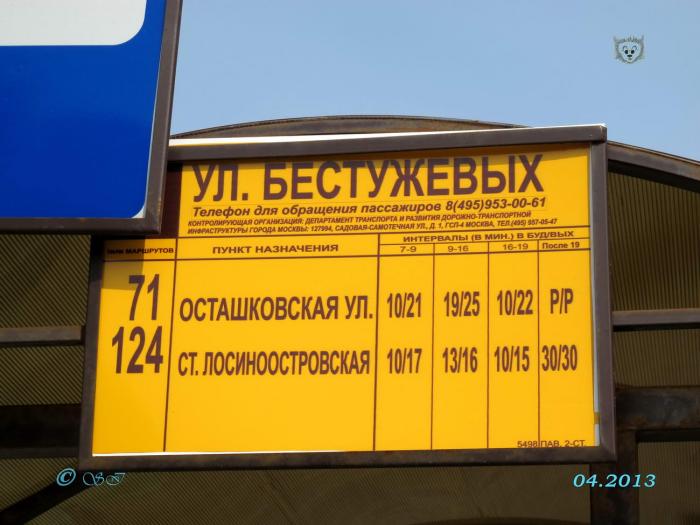 УЛ. БЕСТУЖЕВЫХ
Телефон для обращения пассажиров 8(495)953-00-61
КОНТРОЛИРУЮЩАЯ ОРГАНИЗАЦИЯ: ДЕПАРТАМЕНТ ТРАНСПОРТА И РАЗВИТИЯ ДОРОЖНО-ТРАНСПОРТНОЙ
ИНФРАСТРУКТУРЫ ГОРОДА МОСКВЫ: 127994, САДОВАЯ-САМОТЕЧНАЯ УЛ., Д. 1, ГСП-4 МОСКВА, ТЕЛ.(495) 957-05-47
МАРШРУТОВ ПУНКТ НАЗНАЧЕНИЯ ИНТЕРВАЛЫ (В МИН.) В БУД/ВЫХ
7-9 9-16 16-19 После 19
71 ОСТАШКОВСКАЯ УЛ. 10/21 19/25 10/22 Р/Р
124 СТ. ЛОСИНООСТРОВСКАЯ 10/17 13/16 10/15 30/30
5498 ПАВ. 2-СТ.
© SI 04.2013